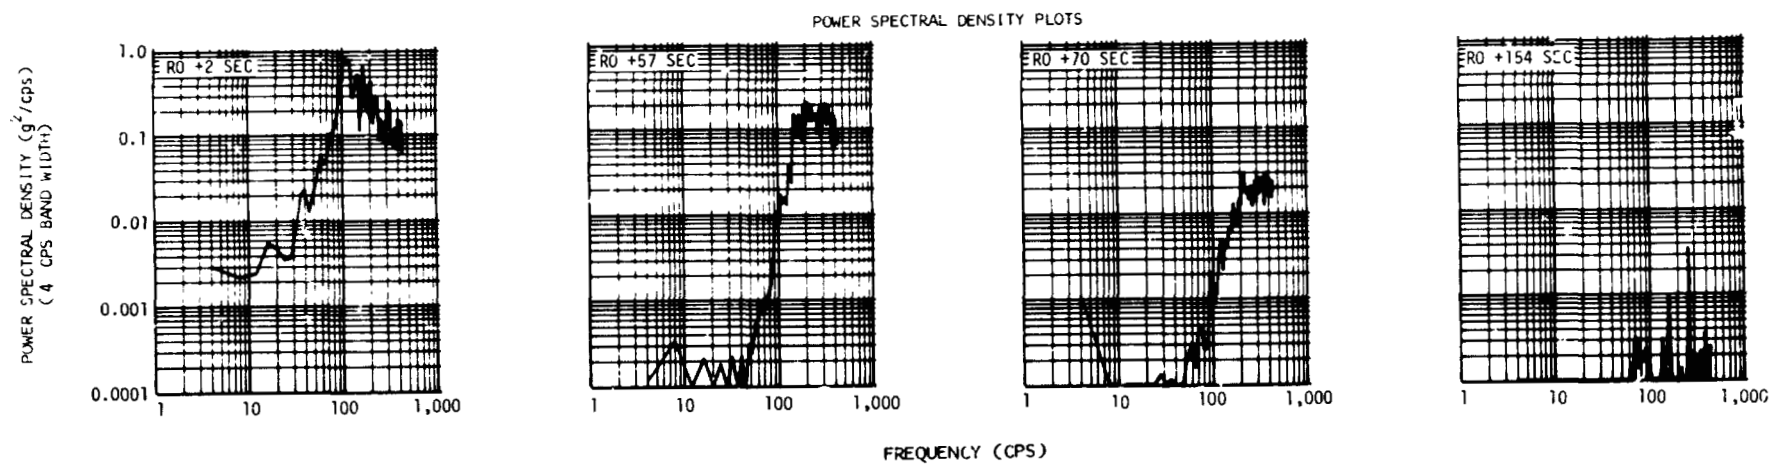 POWER SPECTRAL DENSITY PLOTS
POWER SPECTRAL DENSITY (g²/cps)
( 4 CPS BAND WIDTH)
1.0
0.1
0.01
0.001
0.0001
RO +2 SEC
1 10 100 1,000
RO +57 SEC
1 10 100 1,000
RO +70 SEC
1 10 100 1,000
RO +154 SEC
1 10 100 1,000
FREQUENCY (CPS)